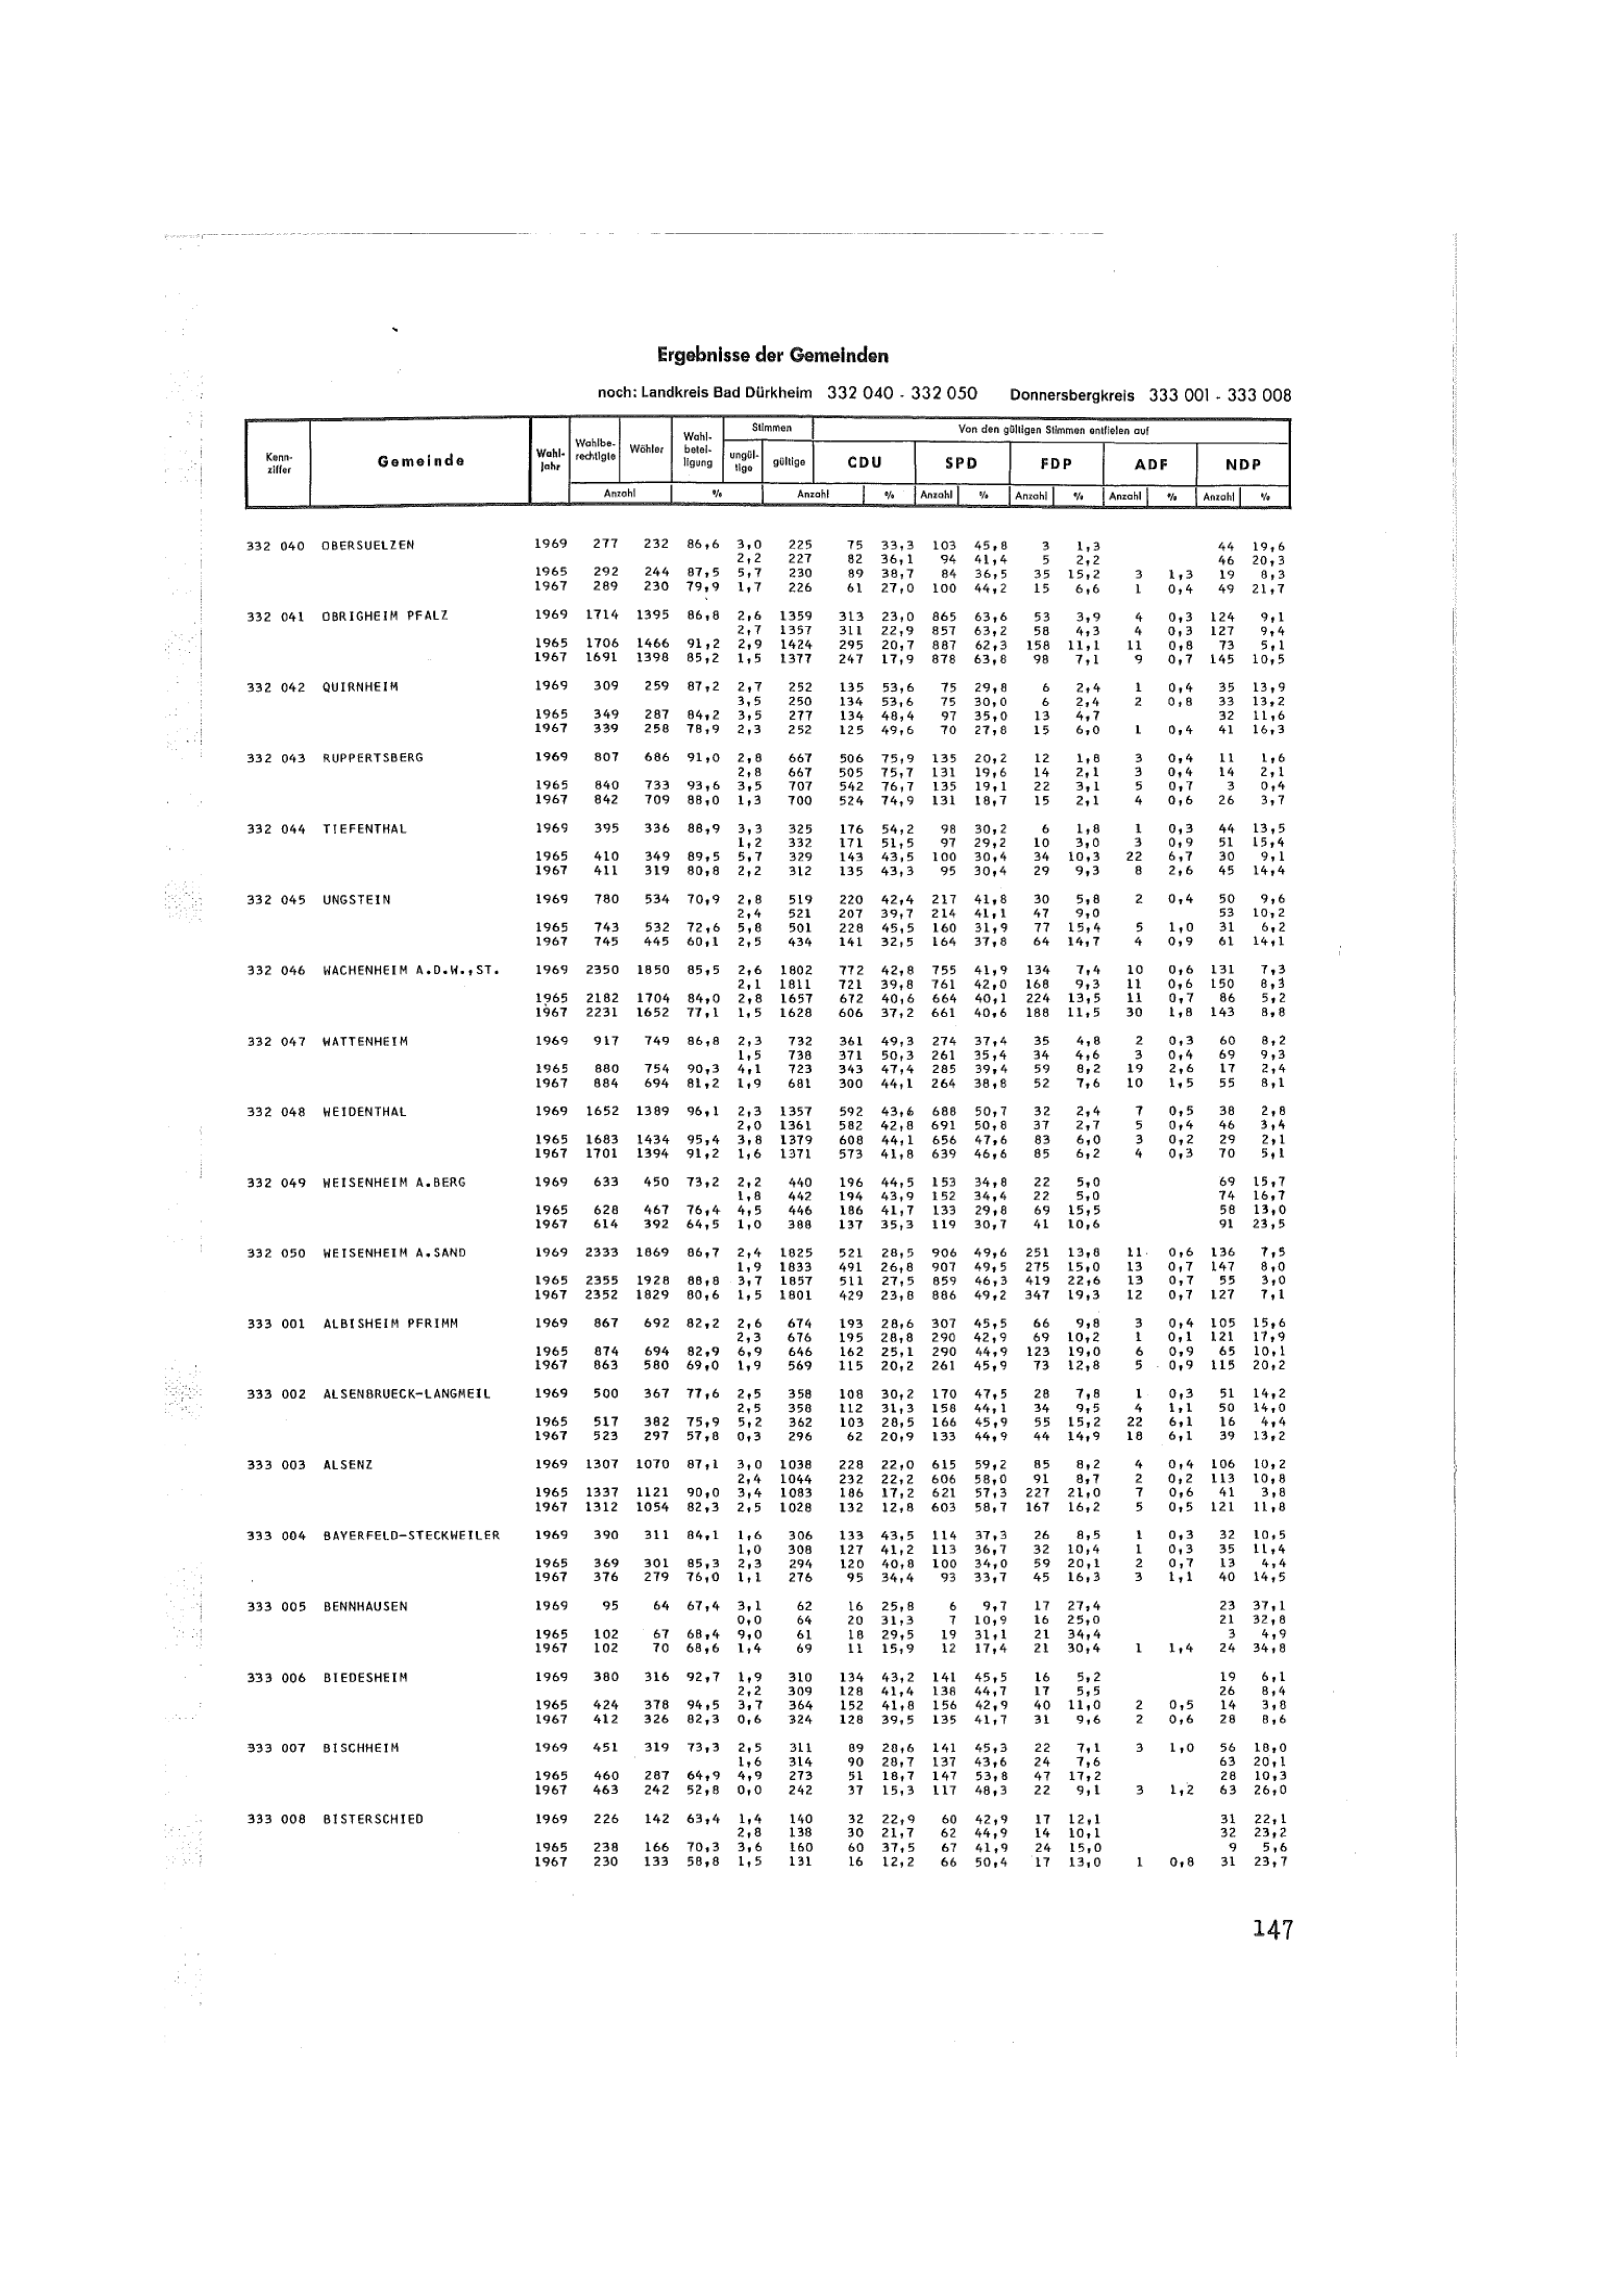 Ergebnisse der Gemeinden
noch: Landkreis Bad Dürkheim 332 040 - 332 050 Donnersbergkreis 333 001 - 333 008
Kenn-ziffer Gemeinde Wahl-jahr Wahlbe-rechtigte Wähler Wahl-betei-ligung Stimmen ungül-tige gültige Von den gültigen Stimmen entfielen auf
CDU SPD FDP ADF NDP
Anzahl % Anzahl % Anzahl % Anzahl % Anzahl % Anzahl %
332 040 OBERSUELZEN 1969 277 232 86,6 3,0 225 75 33,3 103 45,8 3 1,3 44 19,6
2,2 227 82 36,1 94 41,4 5 2,2 46 20,3
1965 292 244 87,5 5,7 230 89 38,7 84 36,5 35 15,2 3 1,3 19 8,3
1967 289 230 79,9 1,7 226 61 27,0 100 44,2 15 6,6 1 0,4 49 21,7
332 041 OBRIGHEIM PFALZ 1969 1714 1395 86,8 2,6 1359 313 23,0 865 63,6 53 3,9 4 0,3 124 9,1
2,7 1357 311 22,9 857 63,2 58 4,3 4 0,3 127 9,4
1965 1706 1466 91,2 2,9 1424 295 20,7 887 62,3 158 11,1 11 0,8 73 5,1
1967 1691 1398 85,2 1,5 1377 247 17,9 878 63,8 98 7,1 9 0,7 145 10,5
332 042 QUIRNHEIM 1969 309 259 87,2 2,7 252 135 53,6 75 29,8 6 2,4 1 0,4 35 13,9
3,5 250 134 53,6 75 30,0 6 2,4 2 0,8 33 13,2
1965 349 287 84,2 3,5 277 134 48,4 97 35,0 13 4,7 32 11,6
1967 339 258 78,9 2,3 252 125 49,6 70 27,8 15 6,0 1 0,4 41 16,3
332 043 RUPPERTSBERG 1969 807 686 91,0 2,8 667 506 75,9 135 20,2 12 1,8 3 0,4 11 1,6
2,8 667 505 75,7 131 19,6 14 2,1 3 0,4 14 2,1
1965 840 733 93,6 3,5 707 542 76,7 135 19,1 22 3,1 5 0,7 3 0,4
1967 842 709 88,0 1,3 700 524 74,9 131 18,7 15 2,1 4 0,6 26 3,7
332 044 TIEFENTHAL 1969 395 336 88,9 3,3 325 176 54,2 98 30,2 6 1,8 1 0,3 44 13,5
1,2 332 171 51,5 97 29,2 10 3,0 3 0,9 51 15,4
1965 410 349 89,5 5,7 329 143 43,5 100 30,4 34 10,3 22 6,7 30 9,1
1967 411 319 80,8 2,2 312 135 43,3 95 30,4 29 9,3 8 2,6 45 14,4
332 045 UNGSTEIN 1969 780 534 70,9 2,8 519 220 42,4 217 41,8 30 5,8 2 0,4 50 9,6
2,4 521 207 39,7 214 41,1 47 9,0 53 10,2
1965 743 532 72,6 5,8 501 228 45,5 160 31,9 77 15,4 5 1,0 31 6,2
1967 745 445 60,1 2,5 434 141 32,5 164 37,8 64 14,7 4 0,9 61 14,1
332 046 WACHENHEIM A.D.W.,ST. 1969 2350 1850 85,5 2,6 1802 772 42,8 755 41,9 134 7,4 10 0,6 131 7,3
2,1 1811 721 39,8 761 42,0 168 9,3 11 0,6 150 8,3
1965 2182 1704 84,0 2,8 1657 672 40,6 664 40,1 224 13,5 11 0,7 86 5,2
1967 2231 1652 77,1 1,5 1628 606 37,2 661 40,6 188 11,5 30 1,8 143 8,8
332 047 WATTENHEIM 1969 917 749 86,8 2,3 732 361 49,3 274 37,4 35 4,8 2 0,3 60 8,2
1,5 738 371 50,3 261 35,4 34 4,6 3 0,4 69 9,3
1965 880 754 90,3 4,1 723 343 47,4 285 39,4 59 8,2 19 2,6 17 2,4
1967 884 694 81,2 1,9 681 300 44,1 264 38,8 52 7,6 10 1,5 55 8,1
332 048 WEIDENTHAL 1969 1652 1389 96,1 2,3 1357 592 43,6 688 50,7 32 2,4 7 0,5 38 2,8
2,0 1361 582 42,8 691 50,8 37 2,7 5 0,4 46 3,4
1965 1683 1434 95,4 3,8 1379 608 44,1 656 47,6 83 6,0 3 0,2 29 2,1
1967 1701 1394 91,2 1,6 1371 573 41,8 639 46,6 85 6,2 4 0,3 70 5,1
332 049 WEISENHEIM A.BERG 1969 633 450 73,2 2,2 440 196 44,5 153 34,8 22 5,0 69 15,7
1,8 442 194 43,9 152 34,4 22 5,0 74 16,7
1965 628 467 76,4 4,5 446 186 41,7 133 29,8 69 15,5 58 13,0
1967 614 392 64,5 1,0 388 137 35,3 119 30,7 41 10,6 91 23,5
332 050 WEISENHEIM A.SAND 1969 2333 1869 86,7 2,4 1825 521 28,5 906 49,6 251 13,8 11 0,6 136 7,5
1,9 1833 491 26,8 907 49,5 275 15,0 13 0,7 147 8,0
1965 2355 1928 88,8 3,7 1857 511 27,5 859 46,3 419 22,6 13 0,7 55 3,0
1967 2352 1829 80,6 1,5 1801 429 23,8 886 49,2 347 19,3 12 0,7 127 7,1
333 001 ALBISHEIM PFRIMM 1969 867 692 82,2 2,6 674 193 28,6 307 45,5 66 9,8 3 0,4 105 15,6
2,3 676 195 28,8 290 42,9 69 10,2 1 0,1 121 17,9
1965 874 694 82,9 6,9 646 162 25,1 290 44,9 123 19,0 6 0,9 65 10,1
1967 863 580 69,0 1,9 569 115 20,2 261 45,9 73 12,8 5 0,9 115 20,2
333 002 ALSENBRUECK-LANGMEIL 1969 500 367 77,6 2,5 358 108 30,2 170 47,5 28 7,8 1 0,3 51 14,2
2,5 358 112 31,3 158 44,1 34 9,5 4 1,1 50 14,0
1965 517 382 75,9 5,2 362 103 28,5 166 45,9 55 15,2 22 6,1 16 4,4
1967 523 297 57,8 0,3 296 62 20,9 133 44,9 44 14,9 18 6,1 39 13,2
333 003 ALSENZ 1969 1307 1070 87,1 3,0 1038 228 22,0 615 59,2 85 8,2 4 0,4 106 10,2
2,4 1044 232 22,2 606 58,0 91 8,7 2 0,2 113 10,8
1965 1337 1121 90,0 3,4 1083 186 17,2 621 57,3 227 21,0 7 0,6 41 3,8
1967 1312 1054 82,3 2,5 1028 132 12,8 603 58,7 167 16,2 5 0,5 121 11,8
333 004 BAYERFELD-STECKWEILER 1969 390 311 84,1 1,6 306 133 43,5 114 37,3 26 8,5 1 0,3 32 10,5
1,0 308 127 41,2 113 36,7 32 10,4 1 0,3 35 11,4
1965 369 301 85,3 2,3 294 120 40,8 100 34,0 59 20,1 2 0,7 13 4,4
1967 376 279 76,0 1,1 276 95 34,4 93 33,7 45 16,3 3 1,1 40 14,5
333 005 BENNHAUSEN 1969 95 64 67,4 3,1 62 16 25,8 6 9,7 17 27,4 23 37,1
0,0 64 20 31,3 7 10,9 16 25,0 21 32,8
1965 102 67 68,4 9,0 61 18 29,5 19 31,1 21 34,4 3 4,9
1967 102 70 68,6 1,4 69 11 15,9 12 17,4 21 30,4 1 1,4 24 34,8
333 006 BIEDESHEIM 1969 380 316 92,7 1,9 310 134 43,2 141 45,5 16 5,2 19 6,1
2,2 309 128 41,4 138 44,7 17 5,5 26 8,4
1965 424 378 94,5 3,7 364 152 41,8 156 42,9 40 11,0 2 0,5 14 3,8
1967 412 326 82,3 0,6 324 128 39,5 135 41,7 31 9,6 2 0,6 28 8,6
333 007 BISCHHEIM 1969 451 319 73,3 2,5 311 89 28,6 141 45,3 22 7,1 3 1,0 56 18,0
1,6 314 90 28,7 137 43,6 24 7,6 63 20,1
1965 460 287 64,9 4,9 273 51 18,7 147 53,8 47 17,2 28 10,3
1967 463 242 52,8 0,0 242 37 15,3 117 48,3 22 9,1 3 1,2 63 26,0
333 008 BISTERSCHIED 1969 226 142 63,4 1,4 140 32 22,9 60 42,9 17 12,1 31 22,1
2,8 138 30 21,7 62 44,9 14 10,1 32 23,2
1965 238 166 70,3 3,6 160 60 37,5 67 41,9 24 15,0 9 5,6
1967 230 133 58,8 1,5 131 16 12,2 66 50,4 17 13,0 1 0,8 31 23,7
147